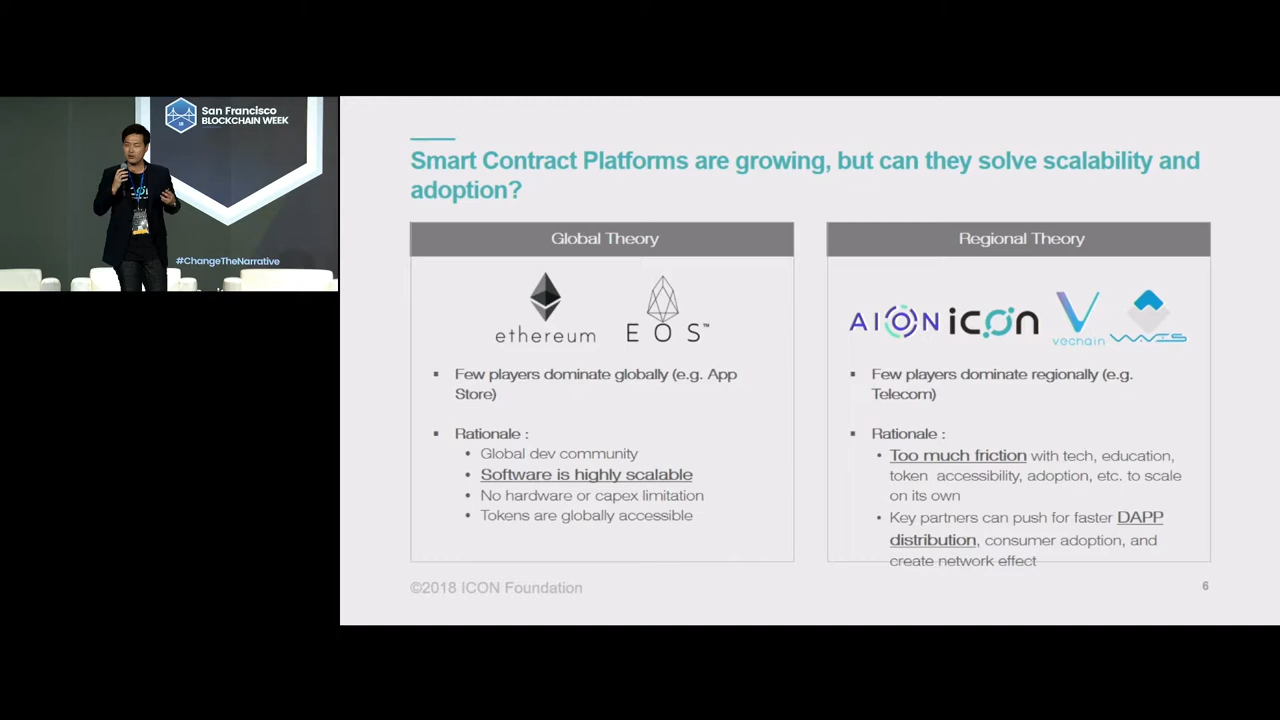 San Francisco
BLOCKCHAIN WEEK
#ChangeTheNarrative
Smart Contract Platforms are growing, but can they solve scalability and
adoption?
Global Theory
ethereum
EOS™
▪ Few players dominate globally (e.g. App
Store)
▪ Rationale :
• Global dev community
• Software is highly scalable
• No hardware or capex limitation
• Tokens are globally accessible
Regional Theory
AION
icon
vechain
WAVES
▪ Few players dominate regionally (e.g.
Telecom)
▪ Rationale :
• Too much friction with tech, education,
token accessibility, adoption, etc. to scale
on its own
• Key partners can push for faster DAPP
distribution, consumer adoption, and
create network effect
©2018 ICON Foundation
6